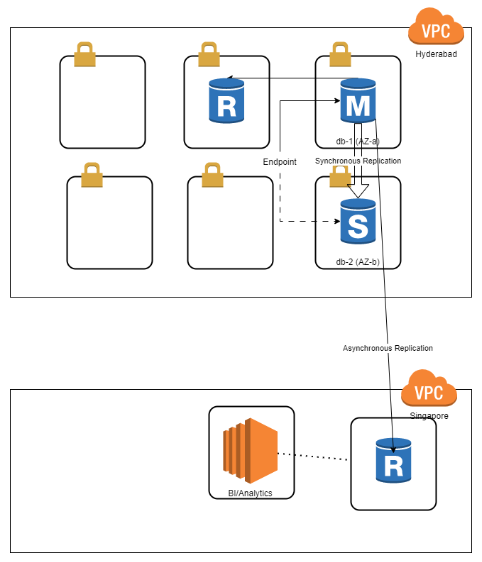 VPC
Hyderabad
R
M
db-1 (AZ-a)
Endpoint
Synchronous Replication
S
db-2 (AZ-b)
Asynchronous Replication
VPC
Singapore
R
BI/Analytics